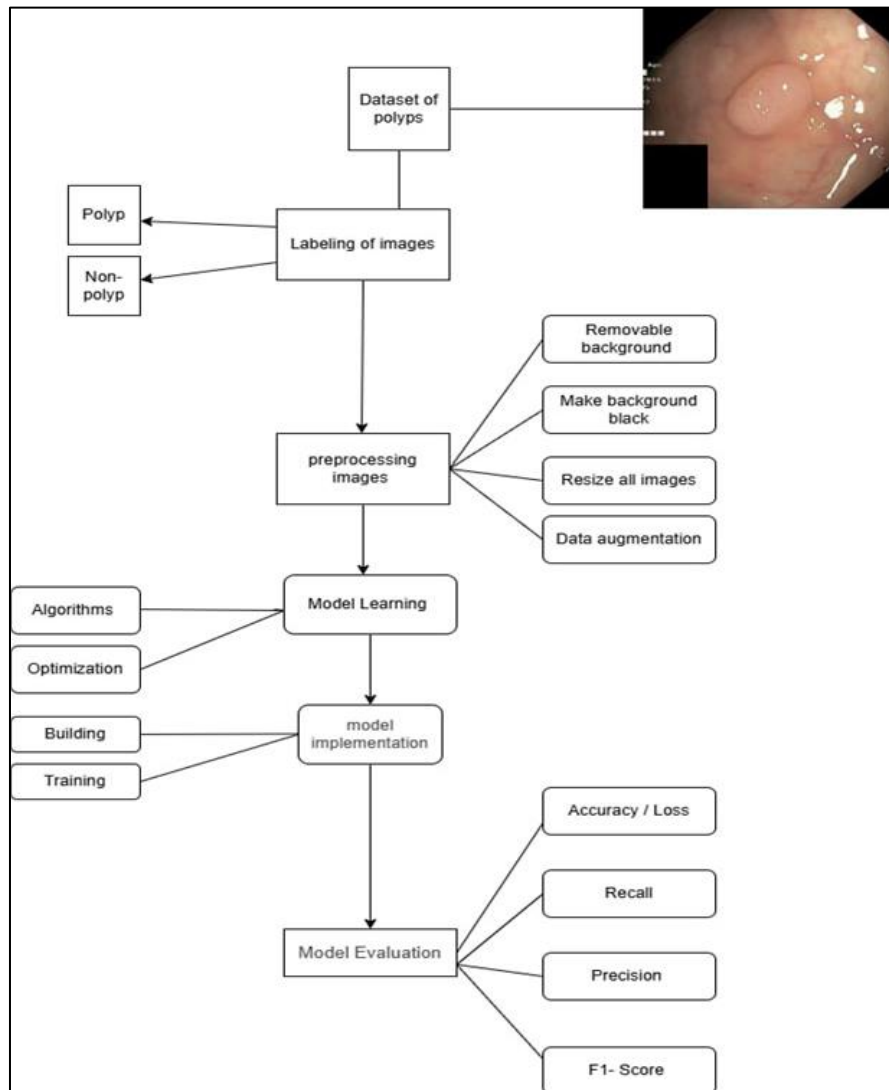 Dataset of
polyps
Polyp
Labeling of images
Non-
polyp
Removable
background
Make background
black
preprocessing
images
Resize all images
Data augmentation
Model Learning
Algorithms
Optimization
model
implementation
Building
Training
Accuracy / Loss
Recall
Model Evaluation
Precision
F1- Score